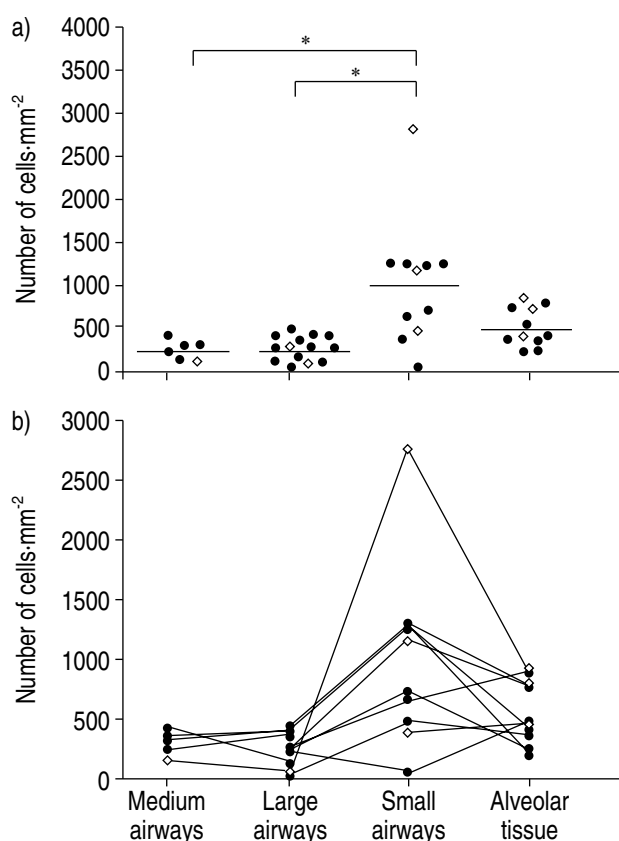 a)
4000
3500
3000
2500
2000
1500
1000
500
0
Number of cells·mm-2
*
*
b)
3000
2500
2000
1500
1000
500
0
Number of cells·mm-2
Medium airways
Large airways
Small airways
Alveolar tissue